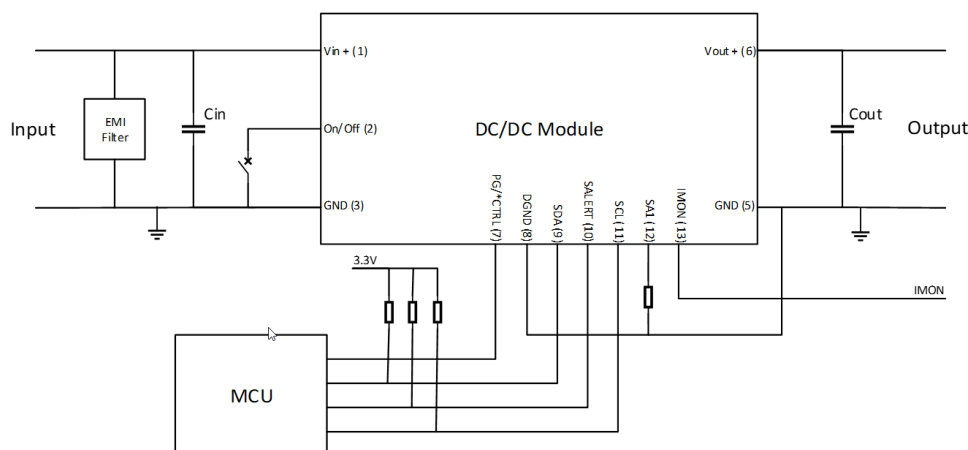 Vin + (1)
Vout + (6)
EMI
Filter
Cin
Cout
Input
On/Off (2)
DC/DC Module
Output
PG/*CTRL (7)
DGND (8)
SDA (9)
SALERT (10)
SCL (11)
SA1 (12)
IMON (13)
GND (3)
GND (5)
3.3V
IMON
MCU